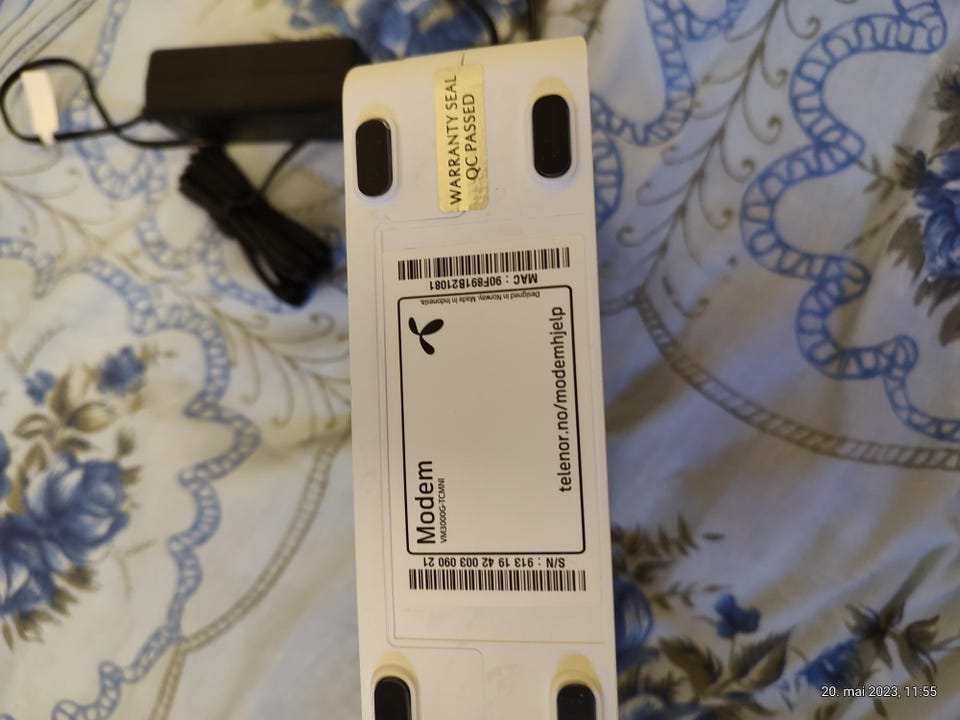 WARRANTY SEAL
QC PASSED
MAC : 90F891B21081
Designed in Norway. Made in Indonesia.
Modem
VM3000G-TCMNI
telenor.no/modemhjelp
S/N : 913 19 42 003 090 21
20. mai 2023, 11:55